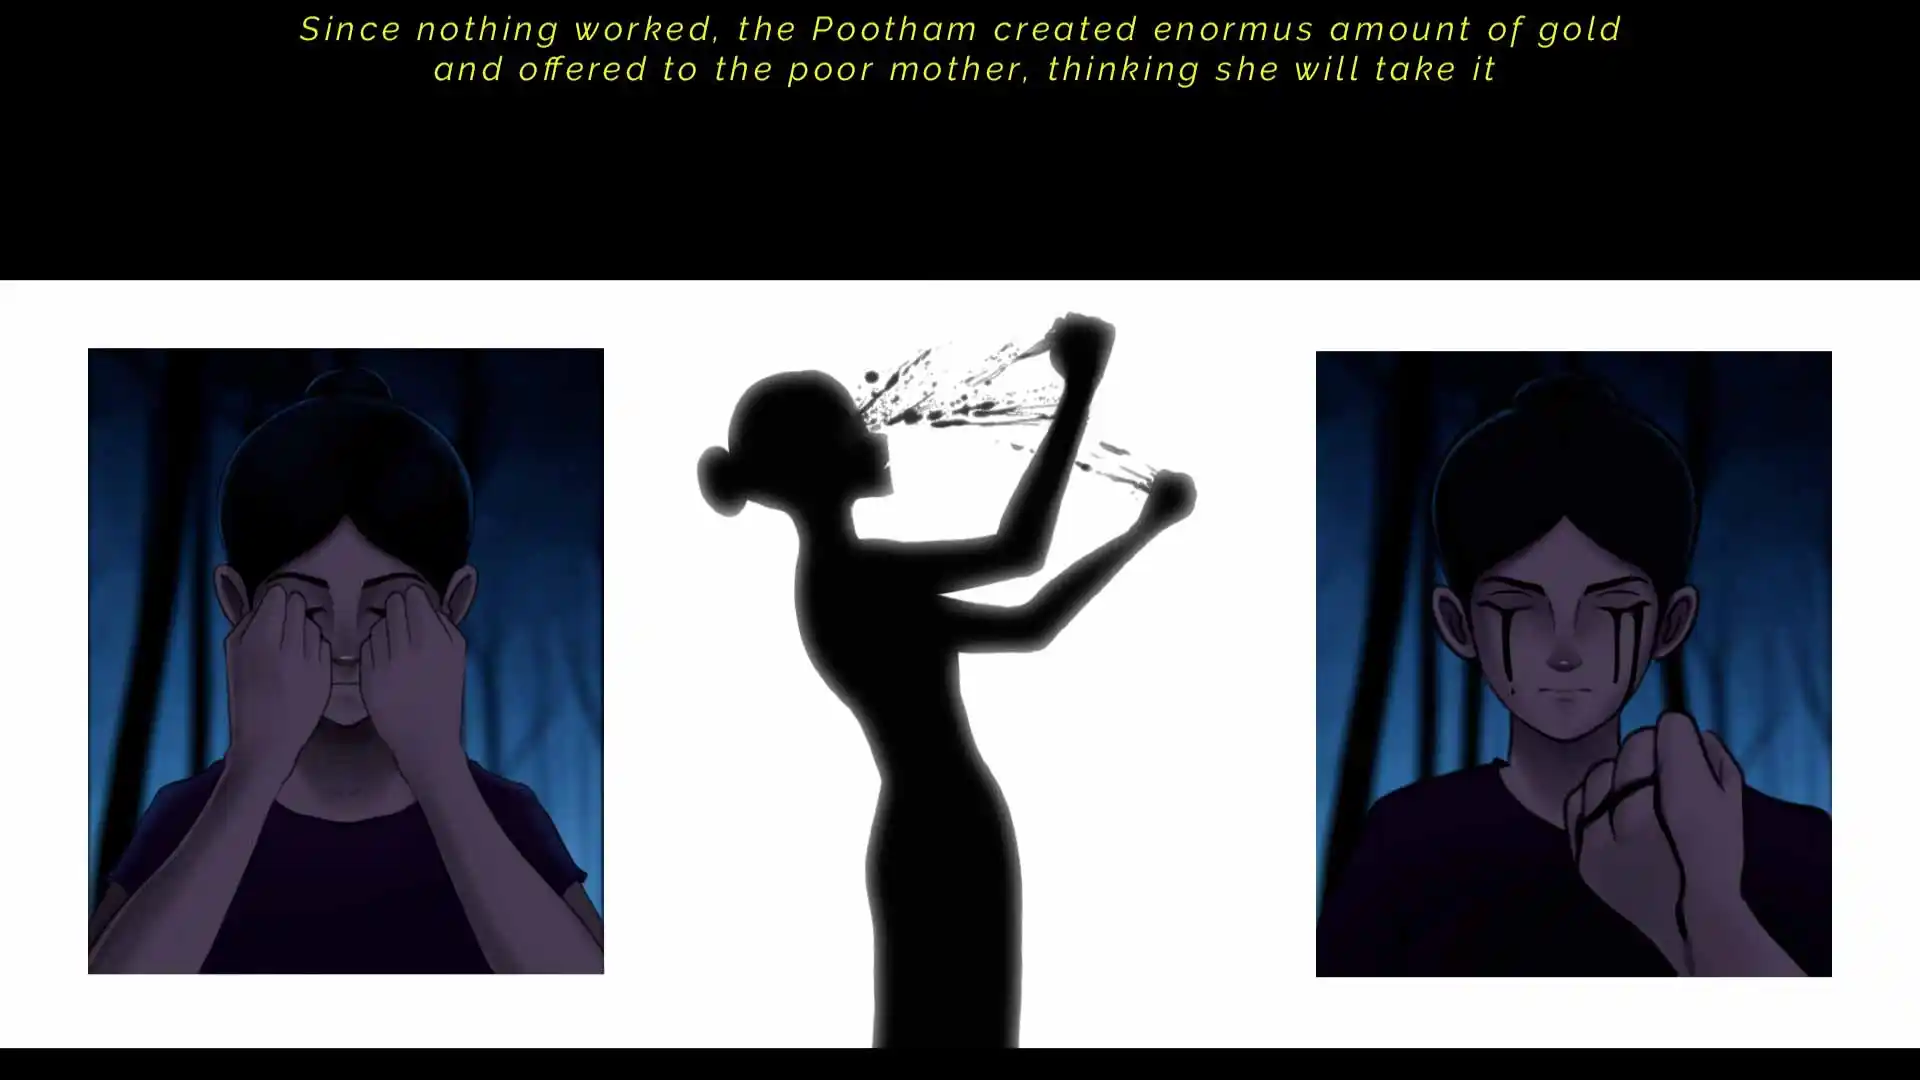 Since nothing worked, the Pootham created enormus amount of gold
and offered to the poor mother, thinking she will take it